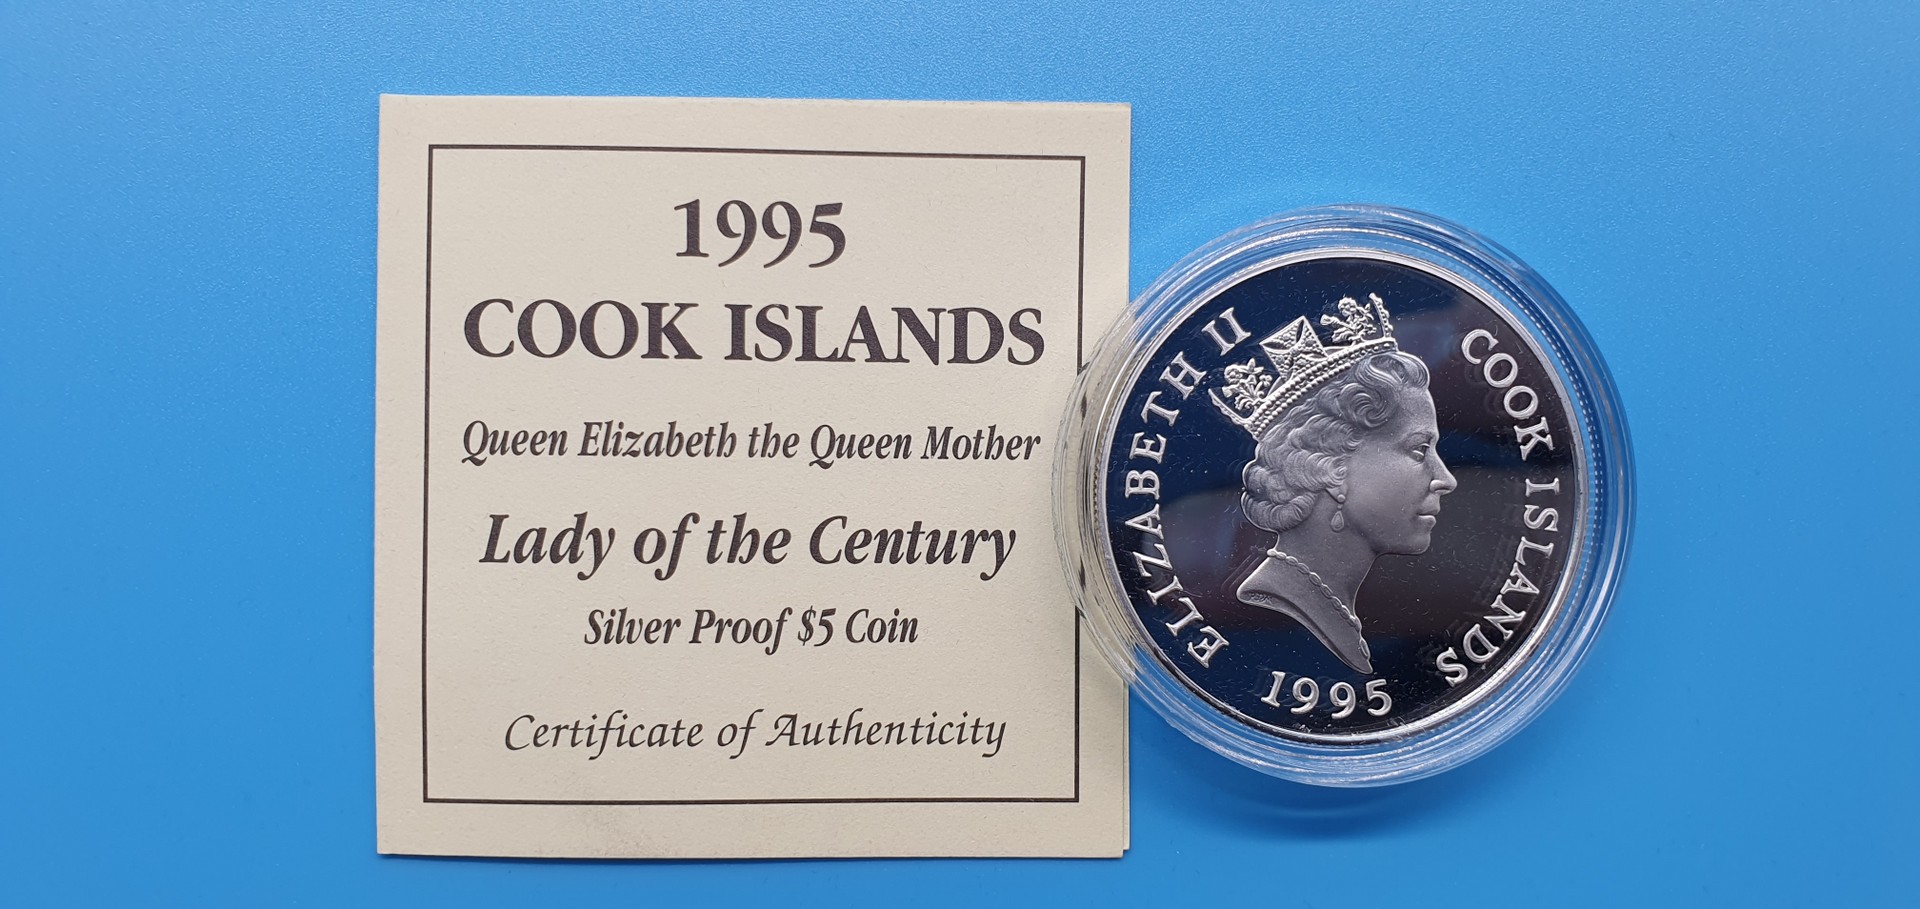 1995
COOK ISLANDS
Queen Elizabeth the Queen Mother
Lady of the Century
Silver Proof $5 Coin
Certificate of Authenticity
ELIZABETH II
COOK ISLANDS
1995